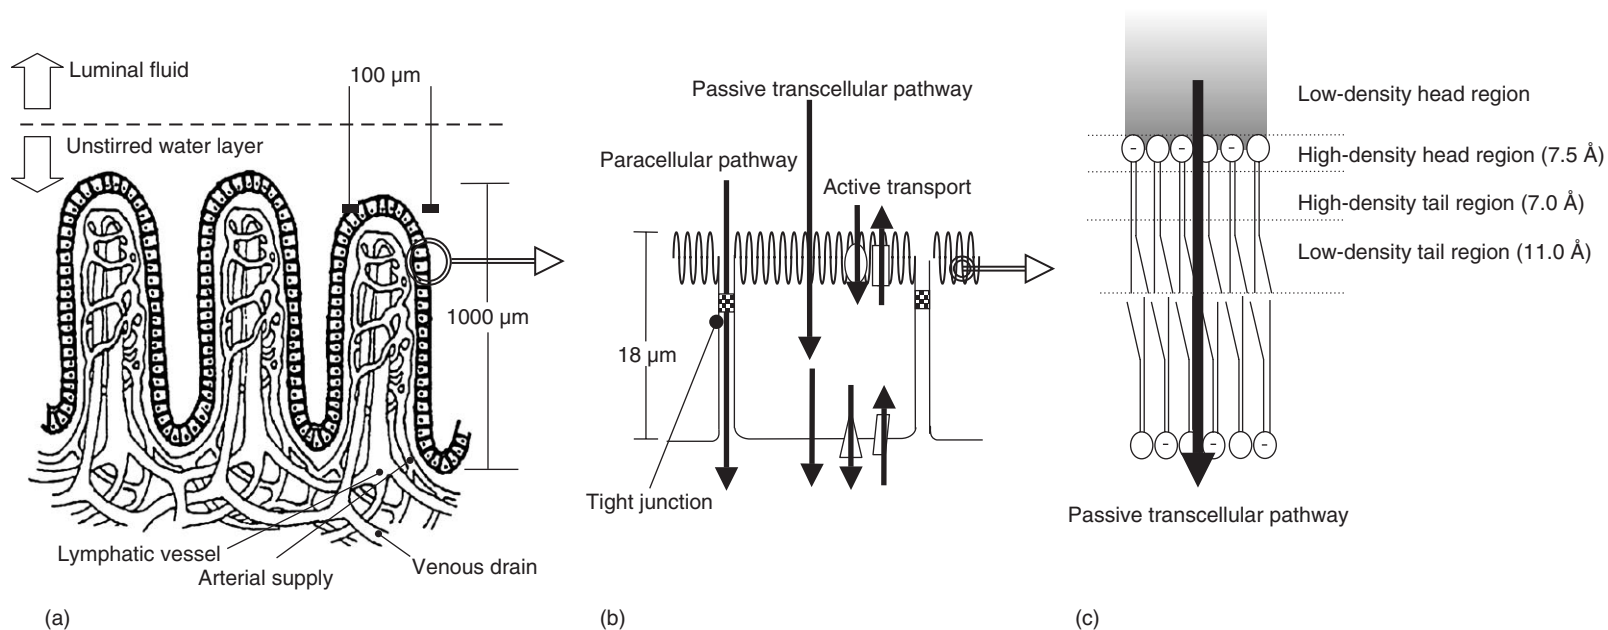 Luminal fluid
Unstirred water layer
100 µm
1000 µm
Lymphatic vessel
Arterial supply
Venous drain
(a)
Passive transcellular pathway
Paracellular pathway
Active transport
18 µm
Tight junction
(b)
Low-density head region
High-density head region (7.5 Å)
High-density tail region (7.0 Å)
Low-density tail region (11.0 Å)
Passive transcellular pathway
(c)